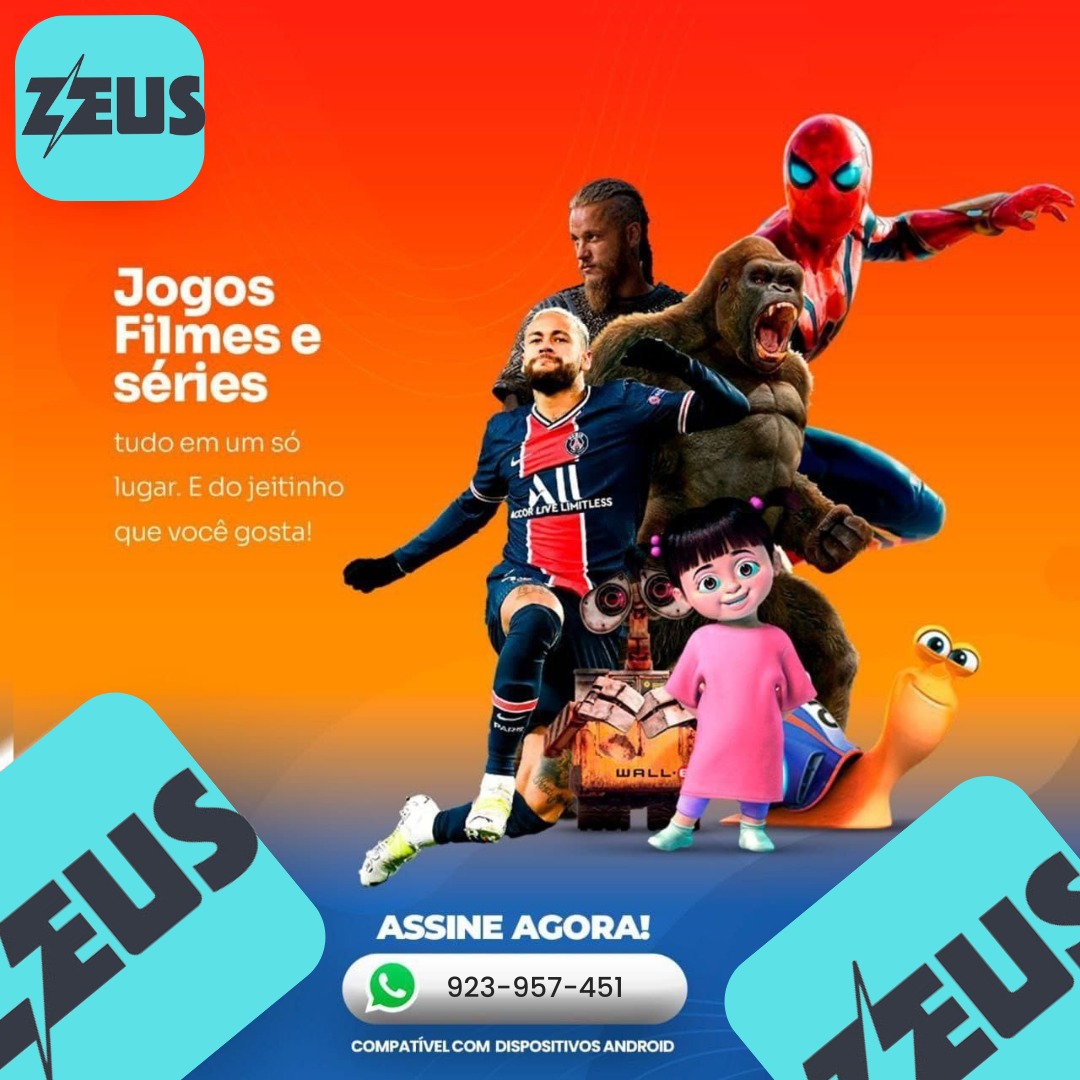 ZEUS
Jogos
Filmes e
séries
tudo em um só
lugar. E do jeitinho
que você gosta!
ALL
ACCOR LIVE LIMITLESS
PARIS
WALL•E
ZEUS
ZEUS
ASSINE AGORA!
923-957-451
COMPATÍVEL COM DISPOSITIVOS ANDROID